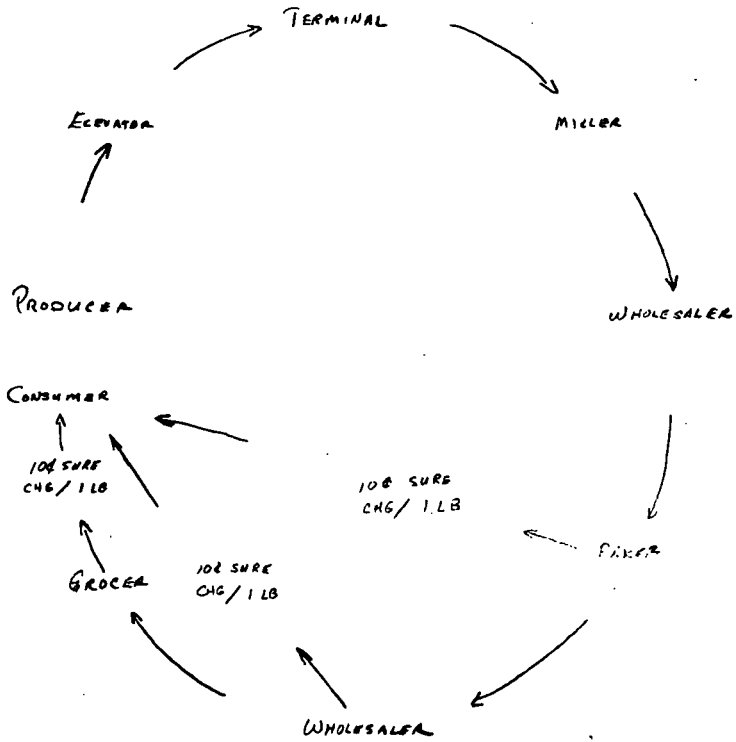 TERMINAL
ELEVATOR
MILLER
PRODUCER
WHOLESALER
CONSUMER
10¢ SURE
CHG / 1 LB
10¢ SURE
CHG / 1 LB
BAKER
GROCER
10¢ SURE
CHG / 1 LB
WHOLESALER